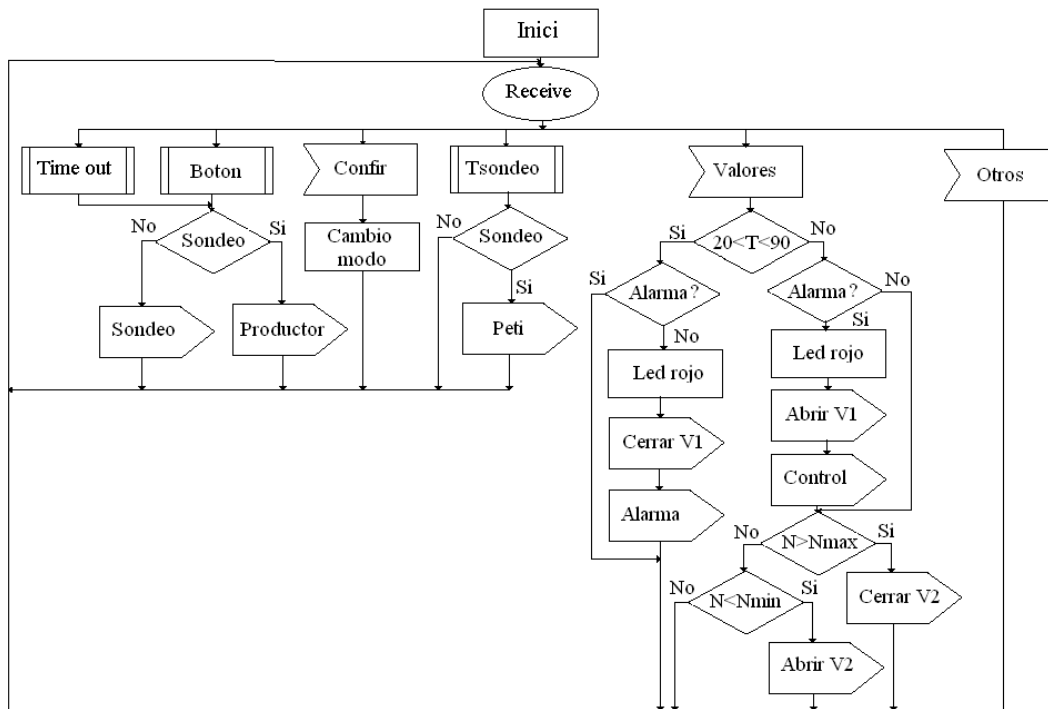 Inici
Receive
Time out
Boton
Confir
Tsondeo
Valores
Otros
No
Sondeo
Si
Cambio
modo
No
Sondeo
Si
Si
20<T<90
No
Si
Alarma?
No
Alarma?
No
Si
Sondeo
Productor
Peti
Led rojo
Led rojo
Cerrar V1
Abrir V1
Control
Alarma
No
N>Nmax
Si
No
N<Nmin
Si
Cerrar V2
Abrir V2